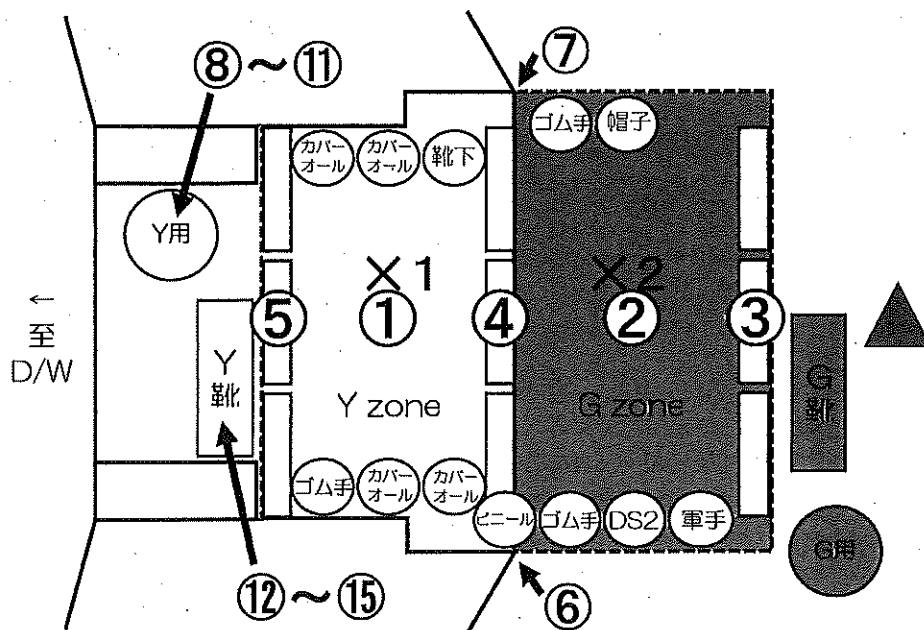 ⑧～⑪
⑦
カバー
オール
カバー
オール
靴下
ゴム手
帽子
Y用
×1
×2
←
至
D/W
⑤
①
④
②
③
Y
靴
Y zone
G zone
G
靴
ゴム手
カバー
オール
カバー
オール
ビニール
ゴム手
DS2
軍手
G用
⑫～⑮
⑥